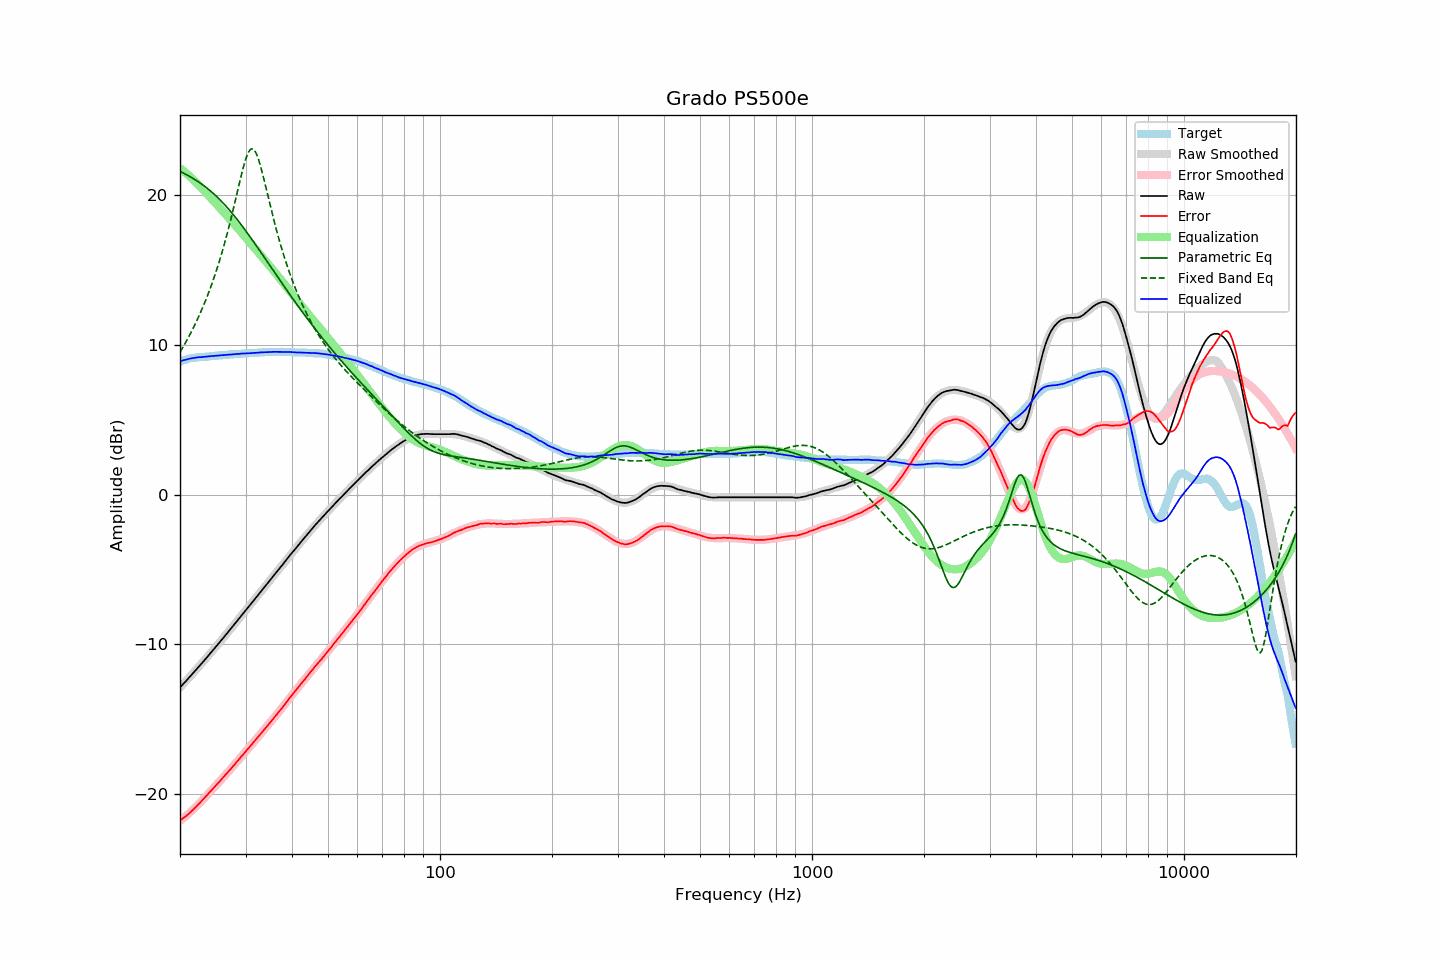 Grado PS500e
Target
Raw Smoothed
Error Smoothed
Raw
Error
Equalization
Parametric Eq
Fixed Band Eq
Equalized
20
10
0
−10
−20
Amplitude (dBr)
100
1000
10000
Frequency (Hz)